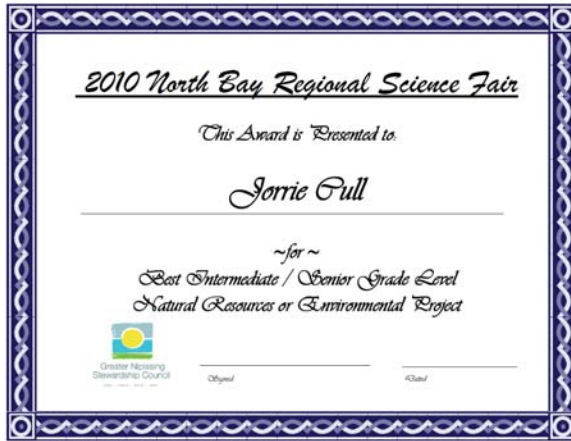 2010 North Bay Regional Science Fair
This Award is Presented to:
Jorrie Cull
~for ~
Best Intermediate / Senior Grade Level
Natural Resources or Environmental Project
Greater Nipissing
Stewardship Council
Signed
Dated